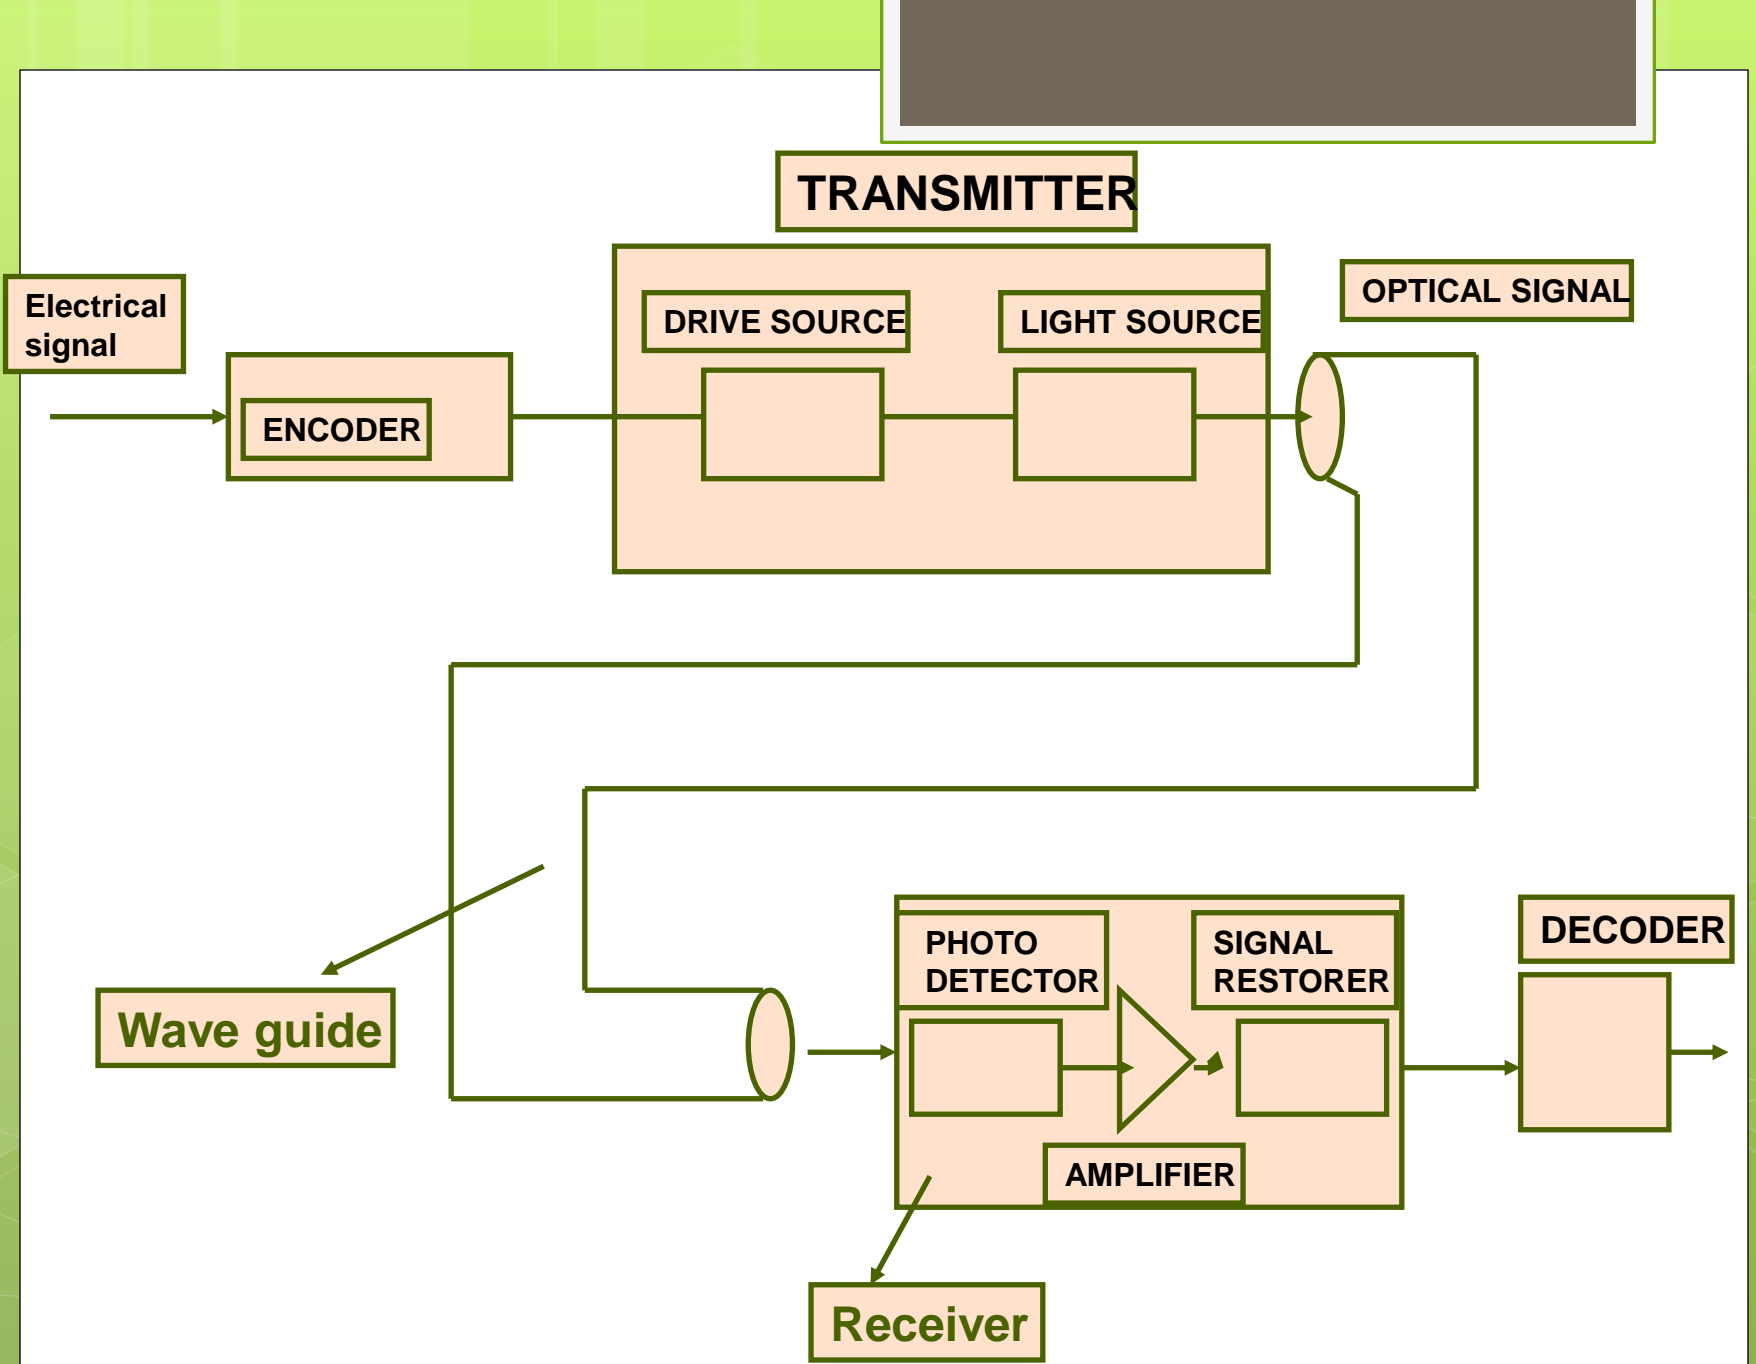 TRANSMITTER
Electrical
signal
DRIVE SOURCE
LIGHT SOURCE
OPTICAL SIGNAL
ENCODER
PHOTO
DETECTOR
SIGNAL
RESTORER
DECODER
Wave guide
AMPLIFIER
Receiver